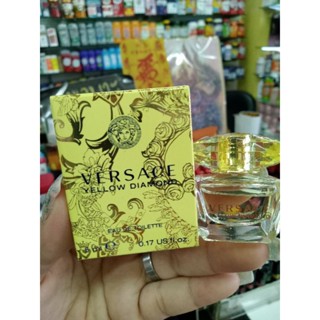 VERSACE
YELLOW DIAMOND
EAU DE TOILETTE
0.17 US fl.oz.
VERSACE